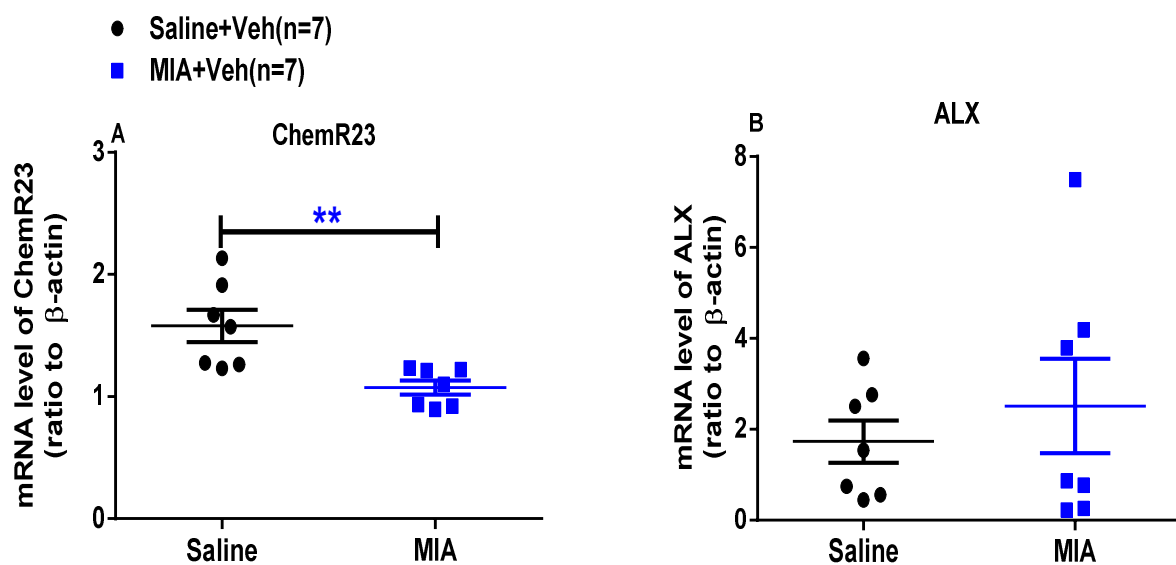 Saline+Veh(n=7)
MIA+Veh(n=7)
A
ChemR23
mRNA level of ChemR23
(ratio to β-actin)
3
2
1
0
**
Saline
MIA
B
ALX
mRNA level of ALX
(ratio to β-actin)
8
6
4
2
0
Saline
MIA